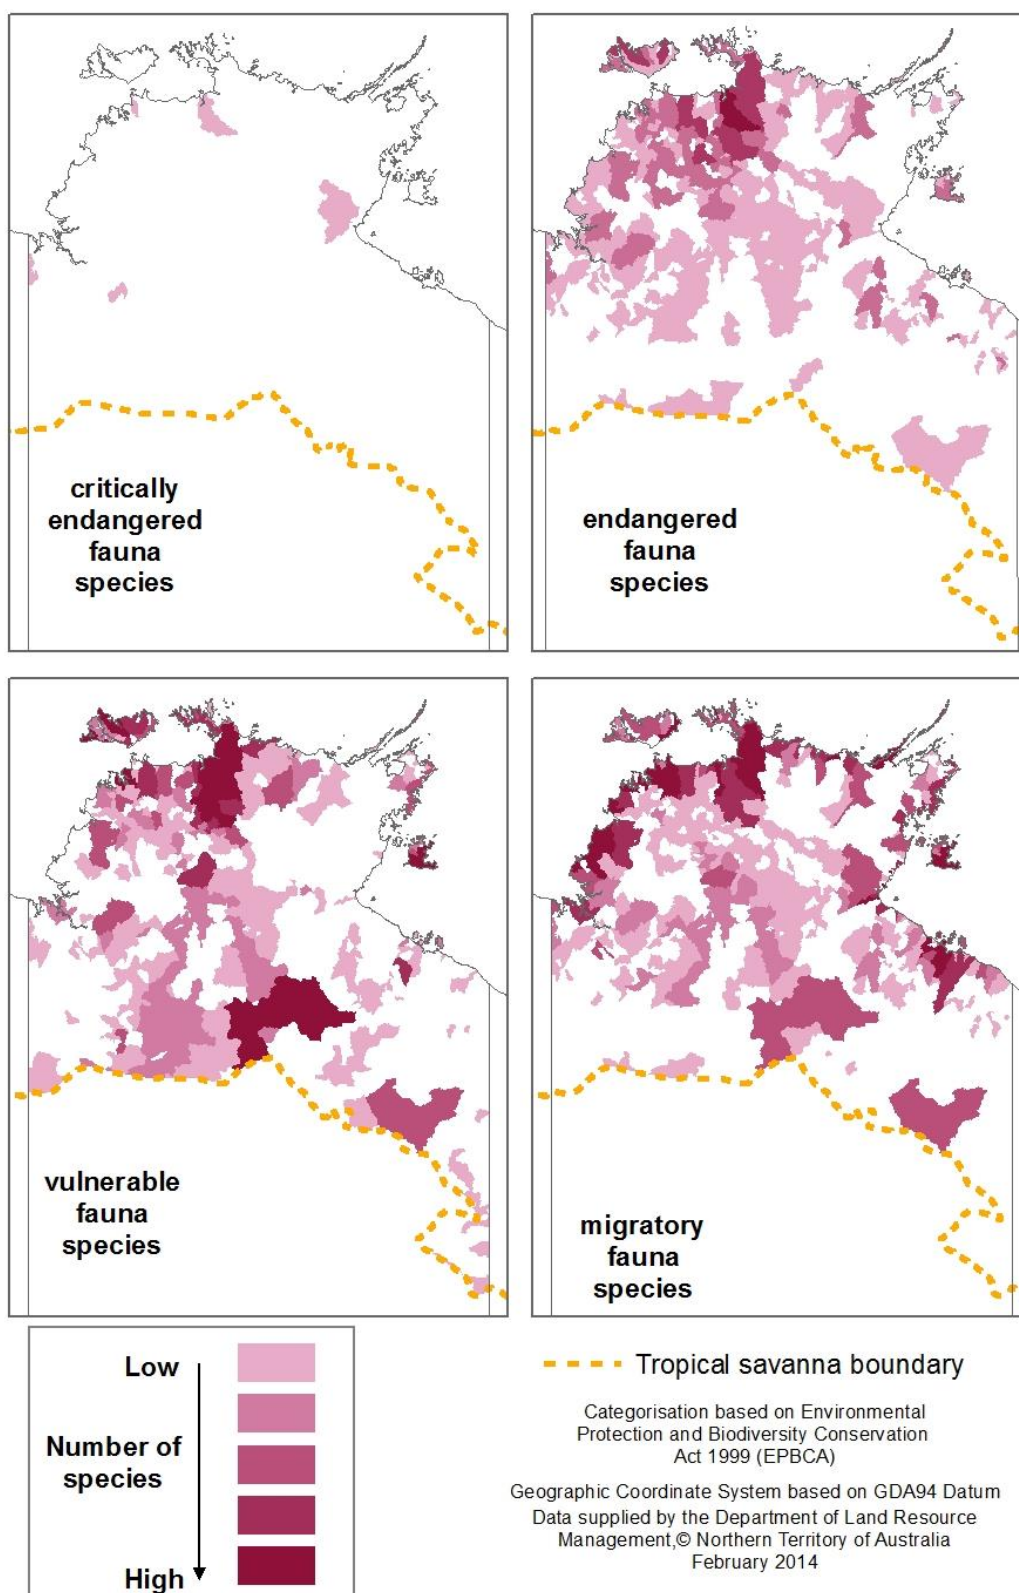 critically
endangered
fauna
species
endangered
fauna
species
vulnerable
fauna
species
migratory
fauna
species
Low
Number of
species
High
Tropical savanna boundary
Categorisation based on Environmental
Protection and Biodiversity Conservation
Act 1999 (EPBCA)
Geographic Coordinate System based on GDA94 Datum
Data supplied by the Department of Land Resource
Management,© Northern Territory of Australia
February 2014